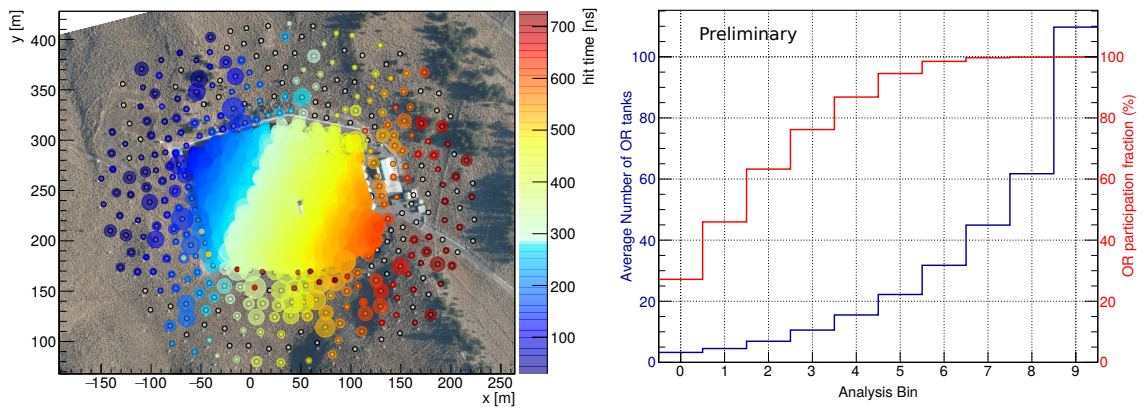 y [m]
400
350
300
250
200
150
100
−150 −100 −50 0 50 100 150 200 250
x [m]
hit time [ns]
700
600
500
400
300
200
100
Preliminary
Average Number of OR tanks
100
80
60
40
20
0
0 1 2 3 4 5 6 7 8 9
Analysis Bin
OR participation fraction (%)
100
80
60
40
20
0